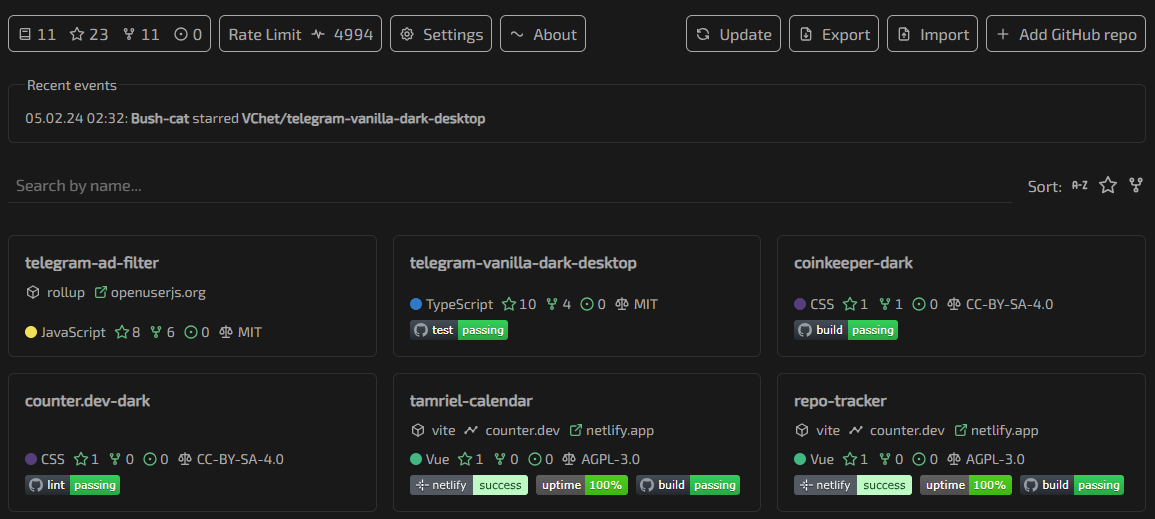 11 23 11 0 Rate Limit 4994 Settings About Update Export Import Add GitHub repo
Recent events
05.02.24 02:32: Bush-cat starred VChet/telegram-vanilla-dark-desktop
Search by name... Sort: A-Z
telegram-ad-filter
rollup openuserjs.org
JavaScript 8 6 0 MIT
telegram-vanilla-dark-desktop
TypeScript 10 4 0 MIT
test passing
coinkeeper-dark
CSS 1 1 0 CC-BY-SA-4.0
build passing
counter.dev-dark
CSS 1 0 0 CC-BY-SA-4.0
lint passing
tamriel-calendar
vite counter.dev netlify.app
Vue 1 0 0 AGPL-3.0
netlify success uptime 100% build passing
repo-tracker
vite counter.dev netlify.app
Vue 1 0 0 AGPL-3.0
netlify success uptime 100% build passing